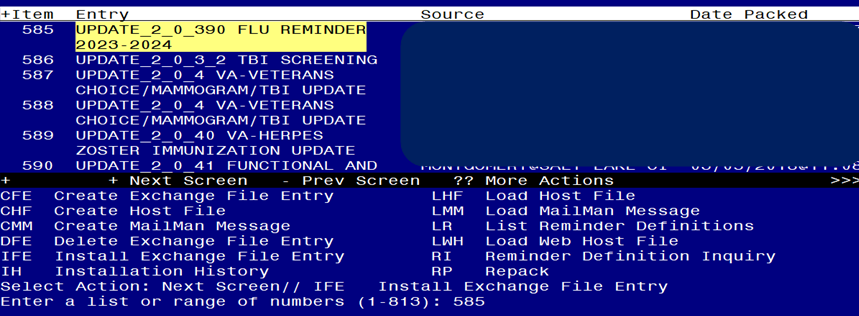 +Item  Entry  Source  Date Packed
585  UPDATE_2_0_390 FLU REMINDER
2023-2024
586  UPDATE_2_0_3_2 TBI SCREENING
587  UPDATE_2_0_4 VA-VETERANS
CHOICE/MAMMOGRAM/TBI UPDATE
588  UPDATE_2_0_4 VA-VETERANS
CHOICE/MAMMOGRAM/TBI UPDATE
589  UPDATE_2_0_40 VA-HERPES
ZOSTER IMMUNIZATION UPDATE
590  UPDATE_2_0_41 FUNCTIONAL AND
+  + Next Screen  - Prev Screen  ?? More Actions  >>>
CFE  Create Exchange File Entry  LHF  Load Host File
CHF  Create Host File  LMM  Load MailMan Message
CMM  Create MailMan Message  LR  List Reminder Definitions
DFE  Delete Exchange File Entry  LWH  Load Web Host File
IFE  Install Exchange File Entry  RI  Reminder Definition Inquiry
IH  Installation History  RP  Repack
Select Action: Next Screen// IFE  Install Exchange File Entry
Enter a list or range of numbers (1-813): 585